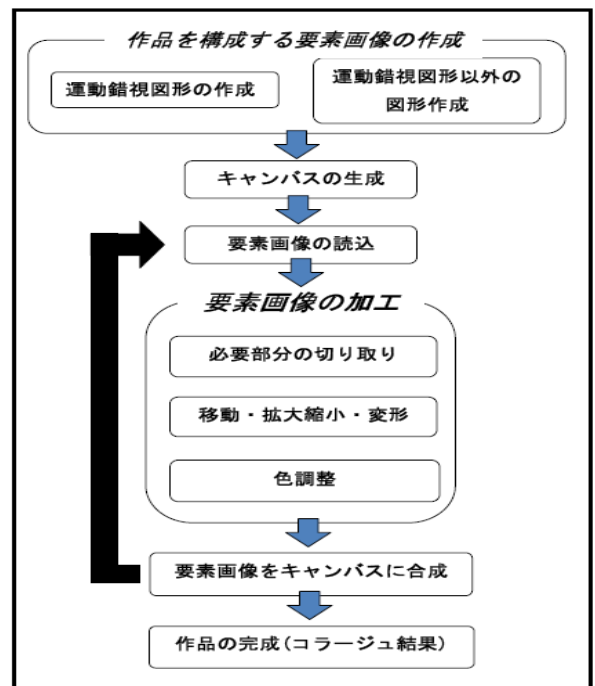 作品を構成する要素画像の作成
運動錯視図形の作成
運動錯視図形以外の
図形作成
キャンバスの生成
要素画像の読込
要素画像の加工
必要部分の切り取り
移動・拡大縮小・変形
色調整
要素画像をキャンバスに合成
作品の完成(コラージュ結果)